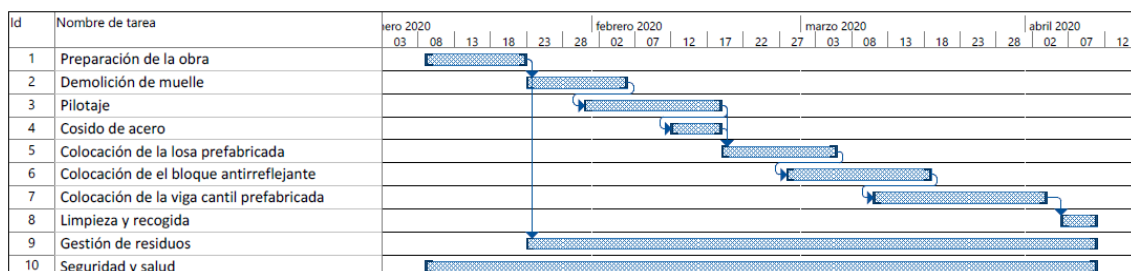 Id Nombre de tarea ero 2020 febrero 2020 marzo 2020 abril 2020
03 08 13 18 23 28 02 07 12 17 22 27 03 08 13 18 23 28 02 07 12
1 Preparación de la obra
2 Demolición de muelle
3 Pilotaje
4 Cosido de acero
5 Colocación de la losa prefabricada
6 Colocación de el bloque antirreflejante
7 Colocación de la viga cantil prefabricada
8 Limpieza y recogida
9 Gestión de residuos
10 Seguridad y salud